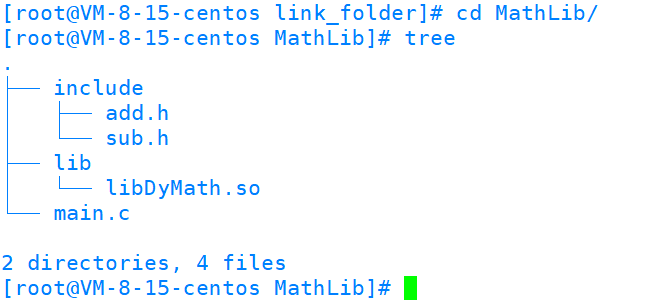 [root@VM-8-15-centos link_folder]# cd MathLib/
[root@VM-8-15-centos MathLib]# tree
.
├── include
│   ├── add.h
│   └── sub.h
├── lib
│   └── libDyMath.so
└── main.c

2 directories, 4 files
[root@VM-8-15-centos MathLib]#